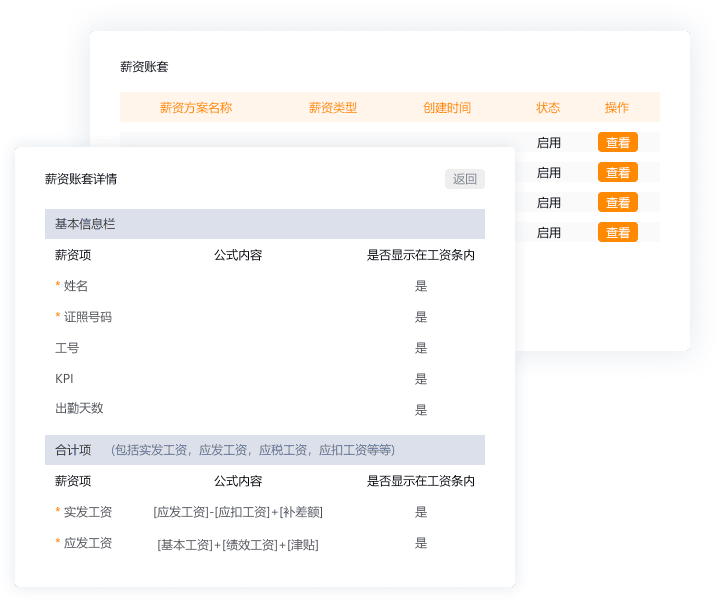 薪资账套
薪资方案名称 薪资类型 创建时间 状态 操作
启用 查看
启用 查看
启用 查看
启用 查看
薪资账套详情 返回
基本信息栏
薪资项 公式内容 是否显示在工资条内
* 姓名 是
* 证照号码 是
工号 是
KPI 是
出勤天数 是
合计项 (包括实发工资，应发工资，应税工资，应扣工资等等)
薪资项 公式内容 是否显示在工资条内
* 实发工资 [应发工资]-[应扣工资]+[补差额] 是
* 应发工资 [基本工资]+[绩效工资]+[津贴] 是